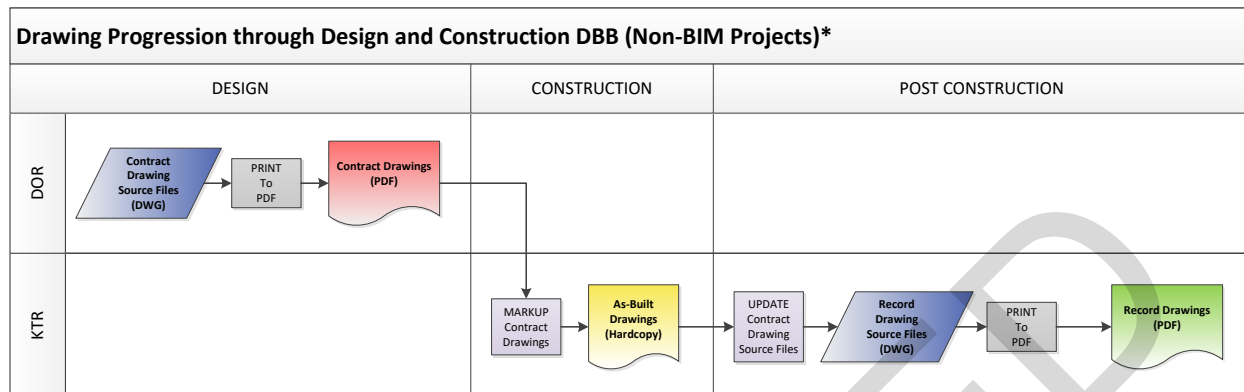 Drawing Progression through Design and Construction DBB (Non-BIM Projects)*
DESIGN
CONSTRUCTION
POST CONSTRUCTION
DOR
Contract
Drawing
Source Files
(DWG)
PRINT
To
PDF
Contract Drawings
(PDF)
KTR
MARKUP
Contract
Drawings
As-Built
Drawings
(Hardcopy)
UPDATE
Contract
Drawing
Source Files
Record
Drawing
Source Files
(DWG)
PRINT
To
PDF
Record Drawings
(PDF)